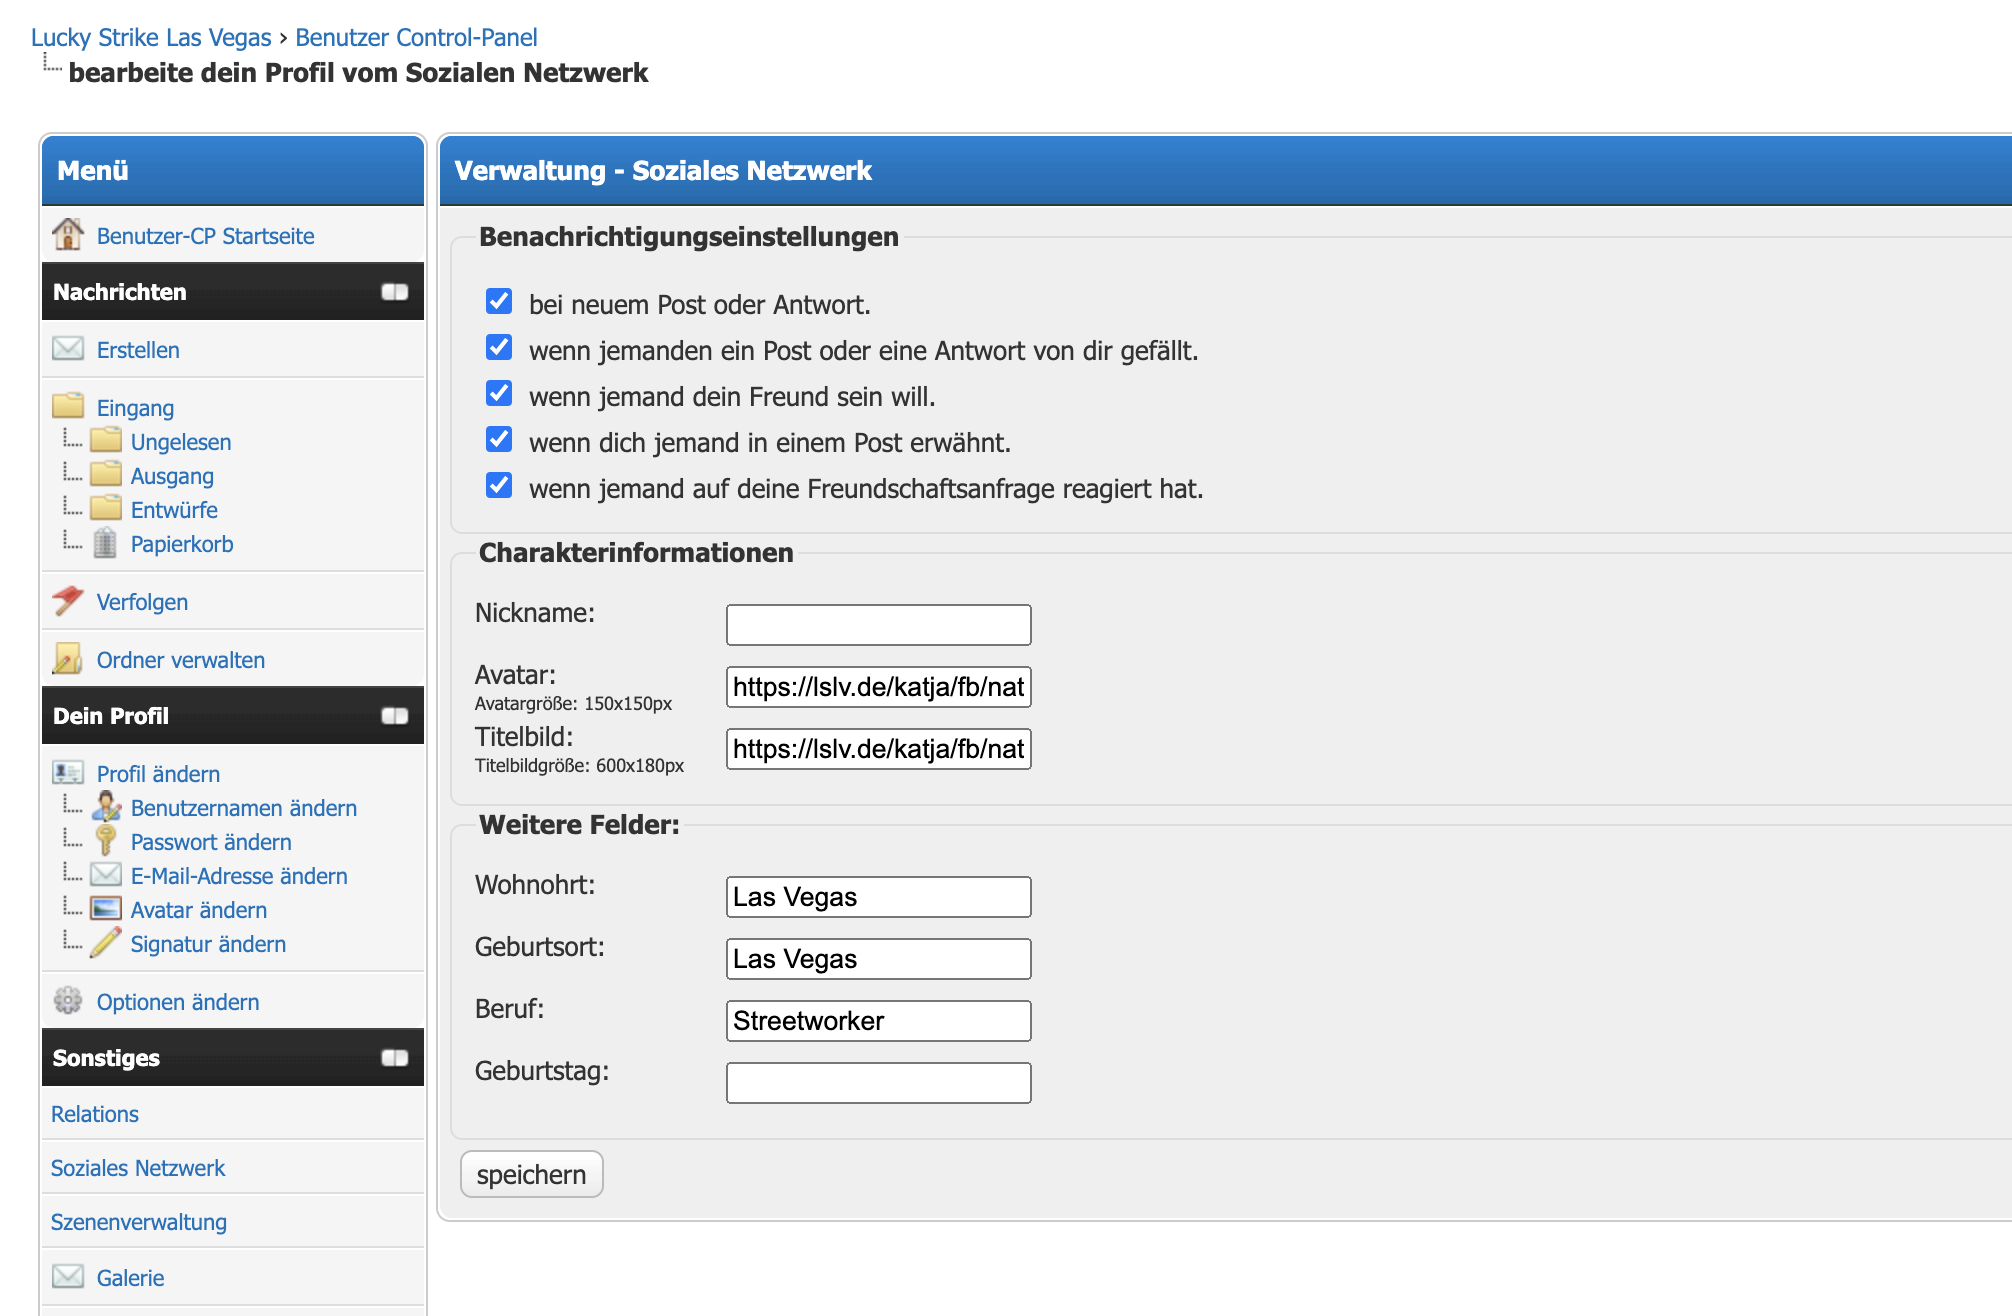 Lucky Strike Las Vegas › Benutzer Control-Panel
bearbeite dein Profil vom Sozialen Netzwerk
Menü
Benutzer-CP Startseite
Nachrichten
Erstellen
Eingang
Ungelesen
Ausgang
Entwürfe
Papierkorb
Verfolgen
Ordner verwalten
Dein Profil
Profil ändern
Benutzernamen ändern
Passwort ändern
E-Mail-Adresse ändern
Avatar ändern
Signatur ändern
Optionen ändern
Sonstiges
Relations
Soziales Netzwerk
Szenenverwaltung
Galerie
Verwaltung - Soziales Netzwerk
Benachrichtigungseinstellungen
bei neuem Post oder Antwort.
wenn jemanden ein Post oder eine Antwort von dir gefällt.
wenn jemand dein Freund sein will.
wenn dich jemand in einem Post erwähnt.
wenn jemand auf deine Freundschaftsanfrage reagiert hat.
Charakterinformationen
Nickname:
Avatar: https://lslv.de/katja/fb/nat
Avatargröße: 150x150px
Titelbild: https://lslv.de/katja/fb/nat
Titelbildgröße: 600x180px
Weitere Felder:
Wohnohrt: Las Vegas
Geburtsort: Las Vegas
Beruf: Streetworker
Geburtstag:
speichern